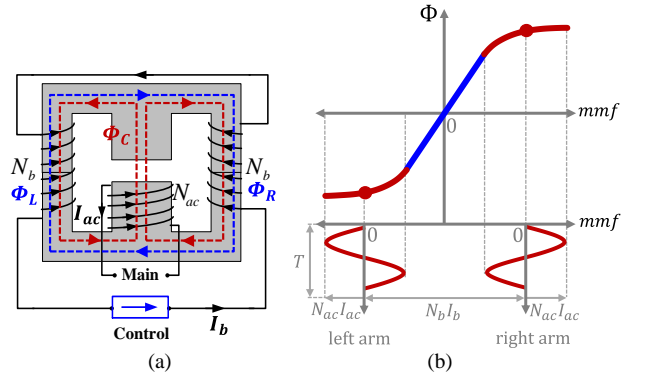 Φ_C
N_b
Φ_L
N_b
Φ_R
N_ac
I_ac
Main
Control
I_b
(a)
Φ
mmf
0
mmf
0
0
T
N_ac I_ac
N_b I_b
N_ac I_ac
left arm
right arm
(b)